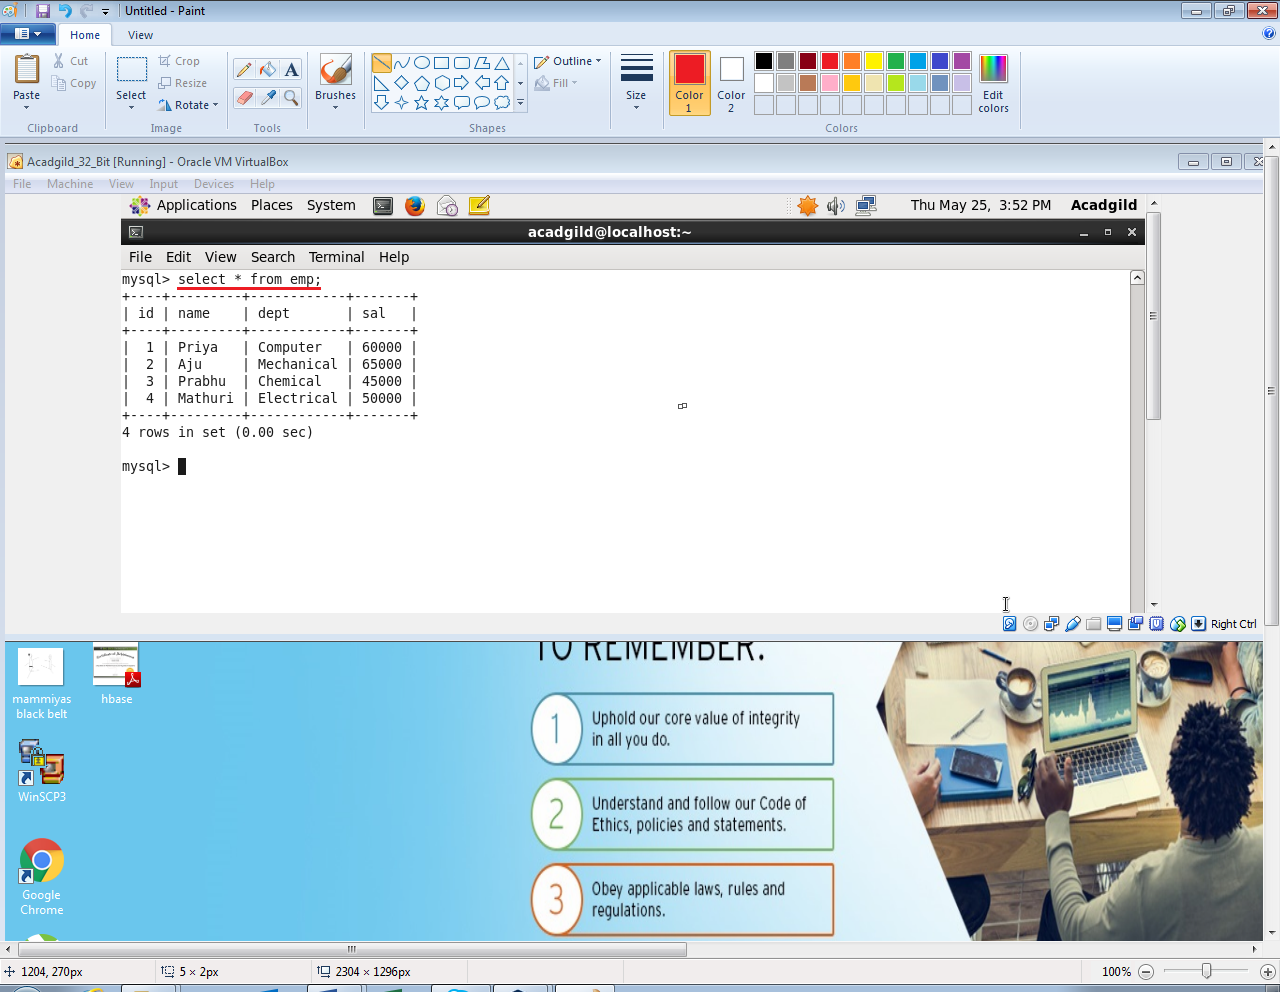 Untitled - Paint
Home View
Paste
Cut
Copy
Clipboard
Select
Crop
Resize
Rotate
Image
Tools
Brushes
Outline
Fill
Shapes
Size
Color 1
Color 2
Edit colors
Colors
Acadgild_32_Bit [Running] - Oracle VM VirtualBox
File Machine View Input Devices Help
Applications Places System Thu May 25, 3:52 PM Acadgild
acadgild@localhost:~
File Edit View Search Terminal Help
mysql> select * from emp;
+----+---------+------------+-------+
| id | name    | dept       | sal   |
+----+---------+------------+-------+
|  1 | Priya   | Computer   | 60000 |
|  2 | Aju     | Mechanical | 65000 |
|  3 | Prabhu  | Chemical   | 45000 |
|  4 | Mathuri | Electrical | 50000 |
+----+---------+------------+-------+
4 rows in set (0.00 sec)
mysql>
Right Ctrl
TO REMEMBER.
mammiyas
black belt
hbase
WinSCP3
Google
Chrome
1
Uphold our core value of integrity
in all you do.
2
Understand and follow our Code of
Ethics, policies and statements.
3
Obey applicable laws, rules and
regulations.
1204, 270px 5 × 2px 2304 × 1296px 100%